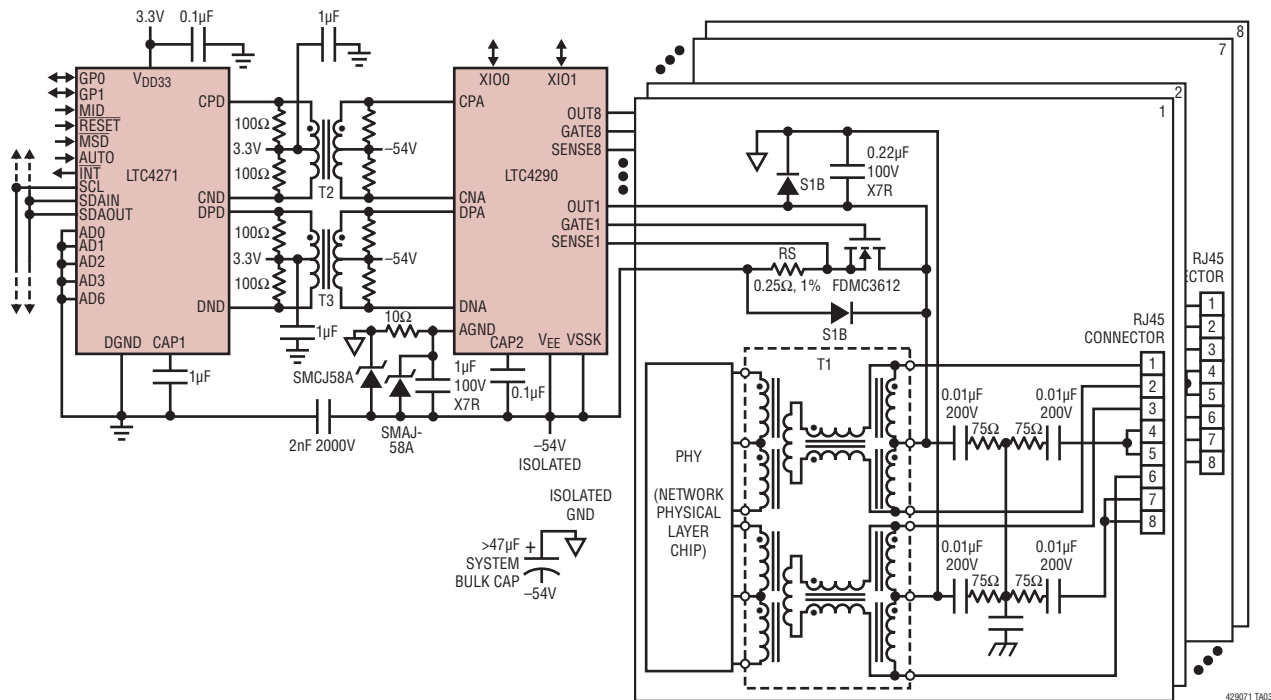 3.3V
0.1µF
1µF
VDD33
GP0
GP1
MID
RESET
MSD
AUTO
INT
SCL
SDAIN
SDAOUT
AD0
AD1
AD2
AD3
AD6
LTC4271
CPD
CND
DPD
DND
DGND
CAP1
1µF
100Ω
3.3V
100Ω
T2
–54V
100Ω
3.3V
100Ω
T3
–54V
1µF
10Ω
XIO0
XIO1
CPA
CNA
DPA
DNA
AGND
CAP2
VEE
VSSK
LTC4290
OUT8
GATE8
SENSE8
OUT1
GATE1
SENSE1
SMCJ58A
SMAJ-
58A
1µF
100V
X7R
0.1µF
2nF 2000V
–54V
ISOLATED
ISOLATED
GND
>47µF
+
SYSTEM
BULK CAP
–54V
8
7
2
1
S1B
0.22µF
100V
X7R
RS
0.25Ω, 1%
FDMC3612
S1B
PHY
(NETWORK
PHYSICAL
LAYER
CHIP)
T1
0.01µF
200V
0.01µF
200V
75Ω
75Ω
0.01µF
200V
0.01µF
200V
75Ω
75Ω
RJ45
CONNECTOR
1
2
3
4
5
6
7
8
RJ45
ECTOR
1
2
3
4
5
6
7
8
429071 TA03